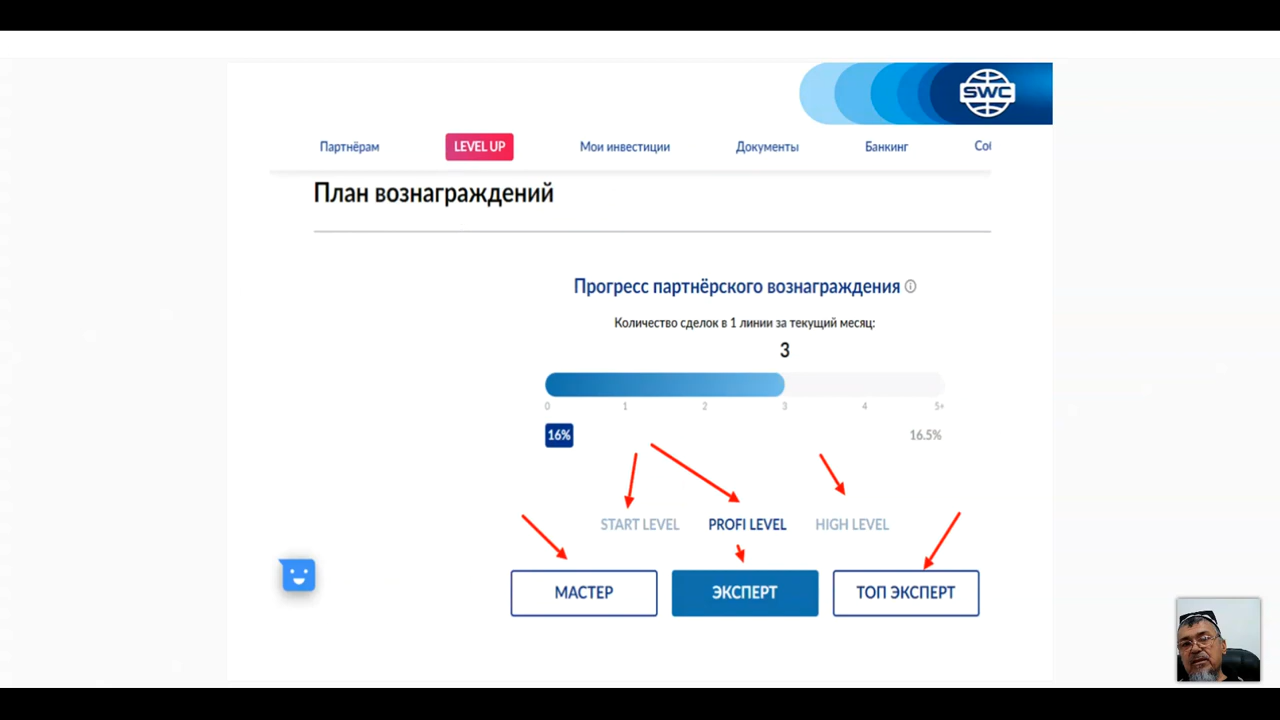 SWC
Партнёрам LEVEL UP Мои инвестиции Документы Банкинг Соб
План вознаграждений
Прогресс партнёрского вознаграждения
Количество сделок в 1 линии за текущий месяц:
3
0 1 2 3 4 5+
16% 16.5%
START LEVEL PROFI LEVEL HIGH LEVEL
МАСТЕР ЭКСПЕРТ ТОП ЭКСПЕРТ